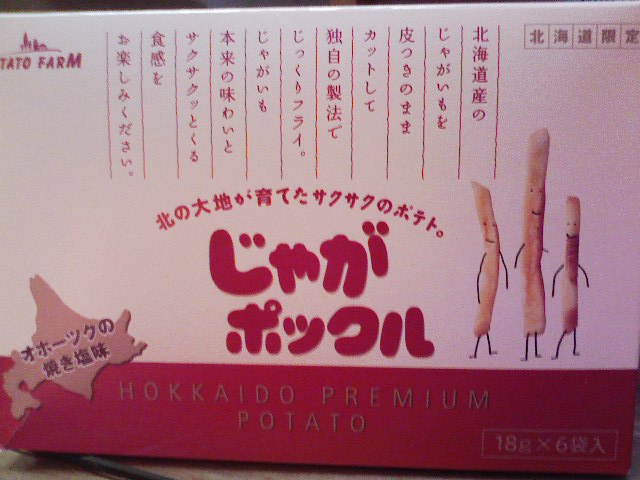 TATO FARM
北海道限定
北海道産の
じゃがいもを
皮つきのまま
カットして
独自の製法で
じっくりフライ。
じゃがいも
本来の味わいと
サクサクッとくる
食感を
お楽しみください。
北の大地が育てたサクサクのポテト。
じゃが
ポックル
オホーツクの
焼き塩味
HOKKAIDO PREMIUM
POTATO
18g×6袋入